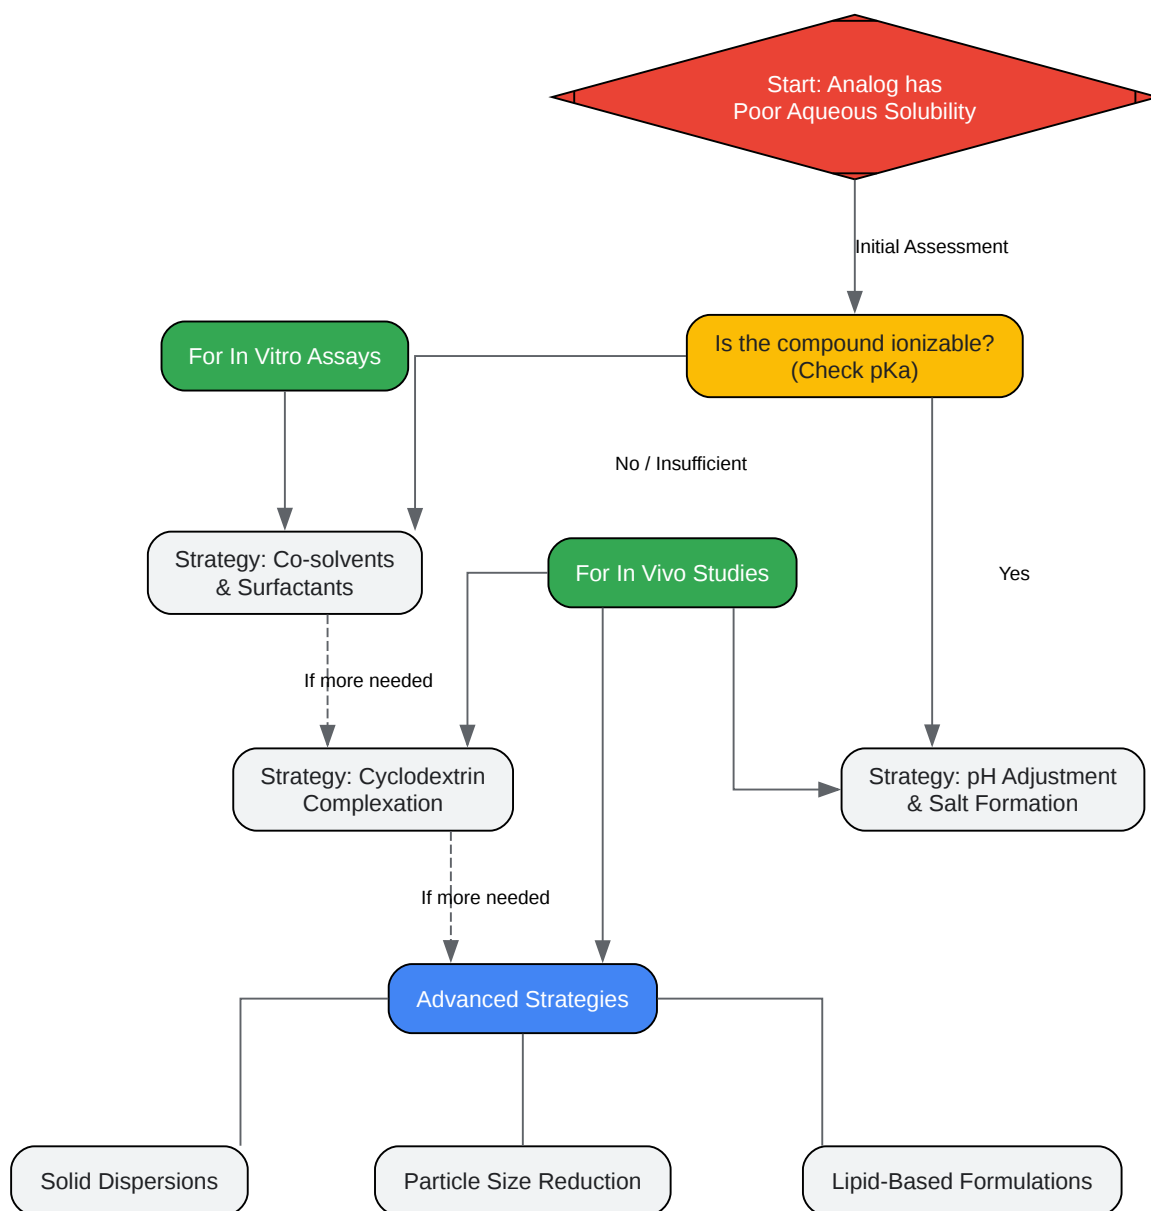 Start: Analog has
Poor Aqueous Solubility
Initial Assessment
For In Vitro Assays
Is the compound ionizable?
(Check pKa)
No / Insufficient
Strategy: Co-solvents
& Surfactants
For In Vivo Studies
Yes
If more needed
Strategy: Cyclodextrin
Complexation
Strategy: pH Adjustment
& Salt Formation
If more needed
Advanced Strategies
Solid Dispersions
Particle Size Reduction
Lipid-Based Formulations